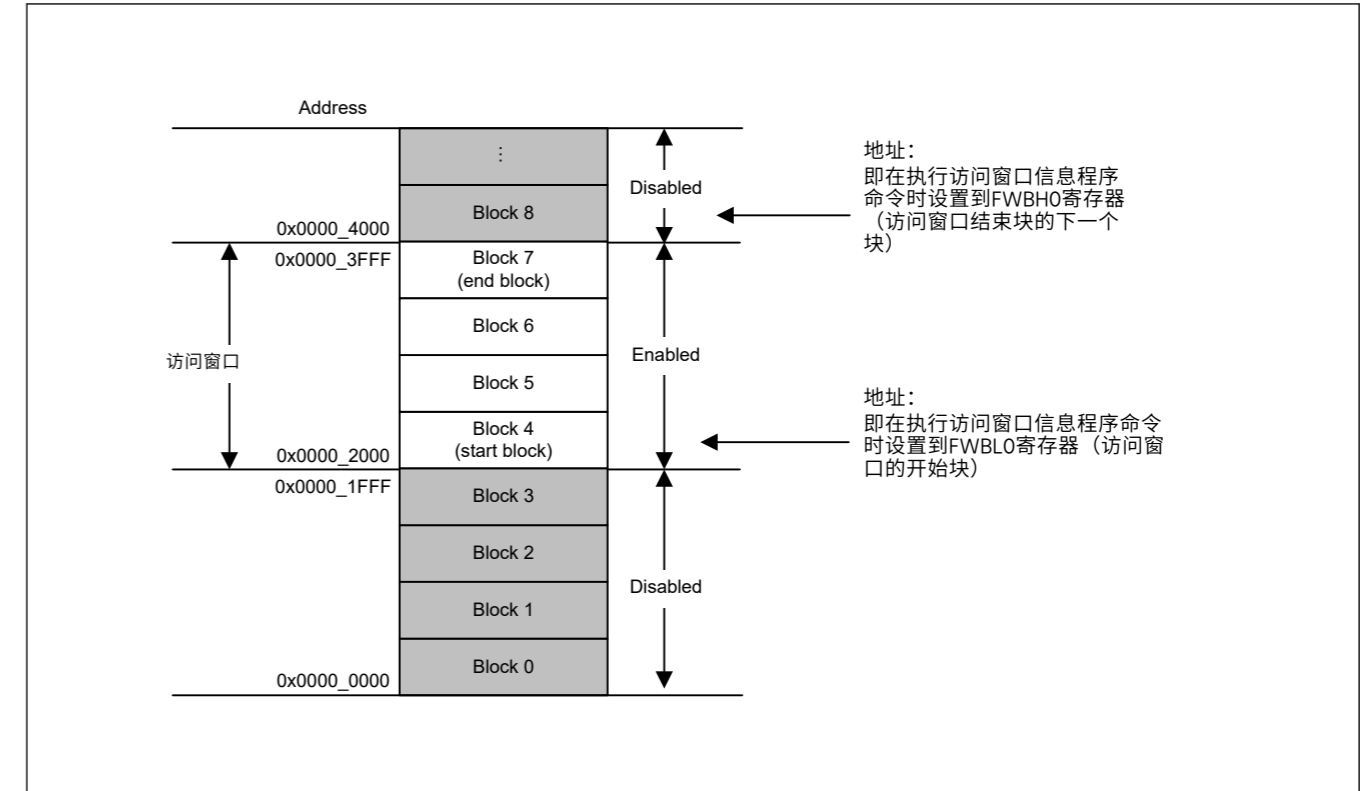 Address
⋮
Disabled
Block 8
0x0000_4000
地址：
即在执行访问窗口信息程序
命令时设置到FWBH0寄存器
（访问窗口结束块的下一个
块）
0x0000_3FFF
Block 7
(end block)
Block 6
访问窗口
Enabled
Block 5
Block 4
(start block)
0x0000_2000
地址：
即在执行访问窗口信息程序命令
时设置到FWBL0寄存器（访问窗
口的开始块）
0x0000_1FFF
Block 3
Block 2
Disabled
Block 1
Block 0
0x0000_0000